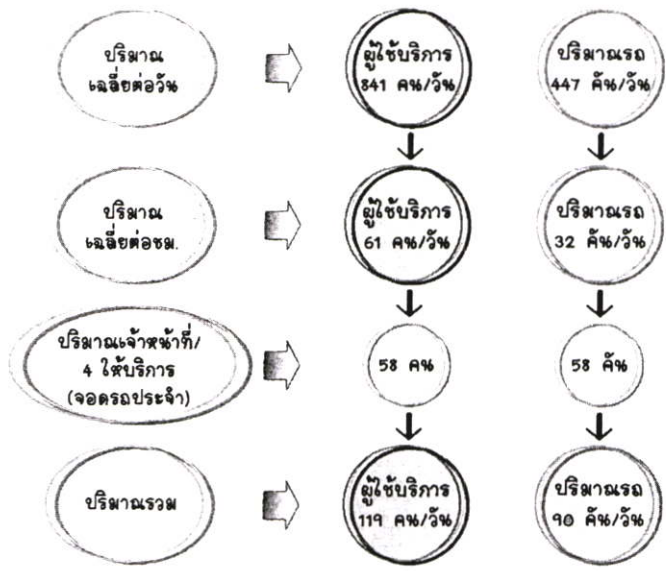 ปริมาณ
เฉลี่ยต่อวัน
ผู้ใช้บริการ
841 คน/วัน
ปริมาณรถ
447 คัน/วัน
ปริมาณ
เฉลี่ยต่อชม.
ผู้ใช้บริการ
61 คน/วัน
ปริมาณรถ
32 คัน/วัน
ปริมาณเจ้าหน้าที่/
4 ให้บริการ
(จอดรถประจำ)
58 คน
58 คัน
ปริมาณรวม
ผู้ใช้บริการ
119 คน/วัน
ปริมาณรถ
90 คัน/วัน